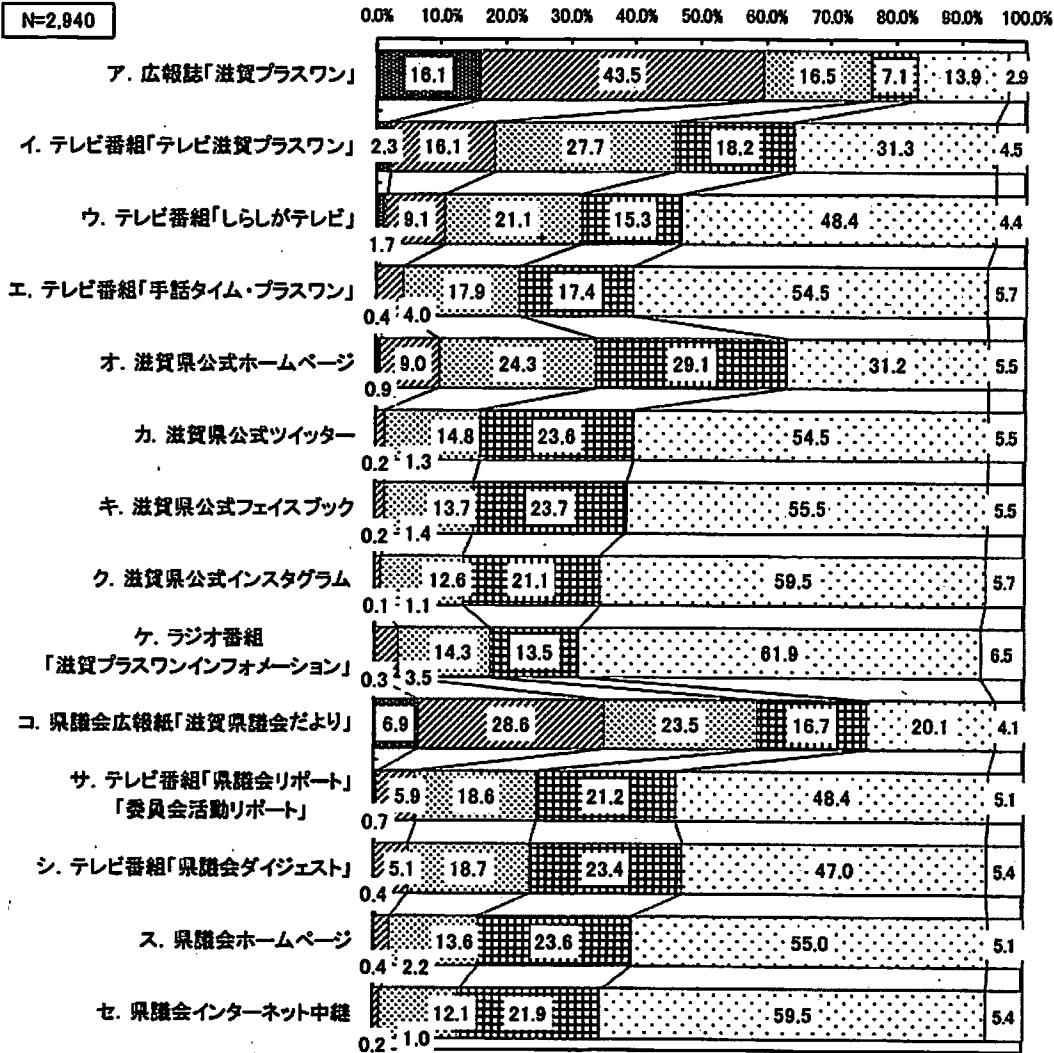 N=2,940
0.0% 10.0% 20.0% 30.0% 40.0% 50.0% 60.0% 70.0% 80.0% 90.0% 100.0%
ア. 広報誌「滋賀プラスワン」 16.1 43.5 16.5 7.1 13.9 2.9
イ. テレビ番組「テレビ滋賀プラスワン」 2.3 16.1 27.7 18.2 31.3 4.5
ウ. テレビ番組「しらしがテレビ」 9.1 21.1 15.3 48.4 4.4
1.7
エ. テレビ番組「手話タイム・プラスワン」 17.9 17.4 54.5 5.7
0.4 4.0
オ. 滋賀県公式ホームページ 9.0 24.3 29.1 31.2 5.5
0.9
カ. 滋賀県公式ツイッター 14.8 23.6 54.5 5.5
0.2 1.3
キ. 滋賀県公式フェイスブック 13.7 23.7 55.5 5.5
0.2 1.4
ク. 滋賀県公式インスタグラム 12.6 21.1 59.5 5.7
0.1 1.1
ケ. ラジオ番組
「滋賀プラスワンインフォメーション」 14.3 13.5 61.9 6.5
0.3 3.5
コ. 県議会広報紙「滋賀県議会だより」 6.9 28.6 23.5 16.7 20.1 4.1
サ. テレビ番組「県議会リポート」
「委員会活動リポート」 5.9 18.6 21.2 48.4 5.1
0.7
シ. テレビ番組「県議会ダイジェスト」 5.1 18.7 23.4 47.0 5.4
0.4
ス. 県議会ホームページ 13.6 23.6 55.0 5.1
0.4 2.2
セ. 県議会インターネット中継 12.1 21.9 59.5 5.4
0.2 1.0